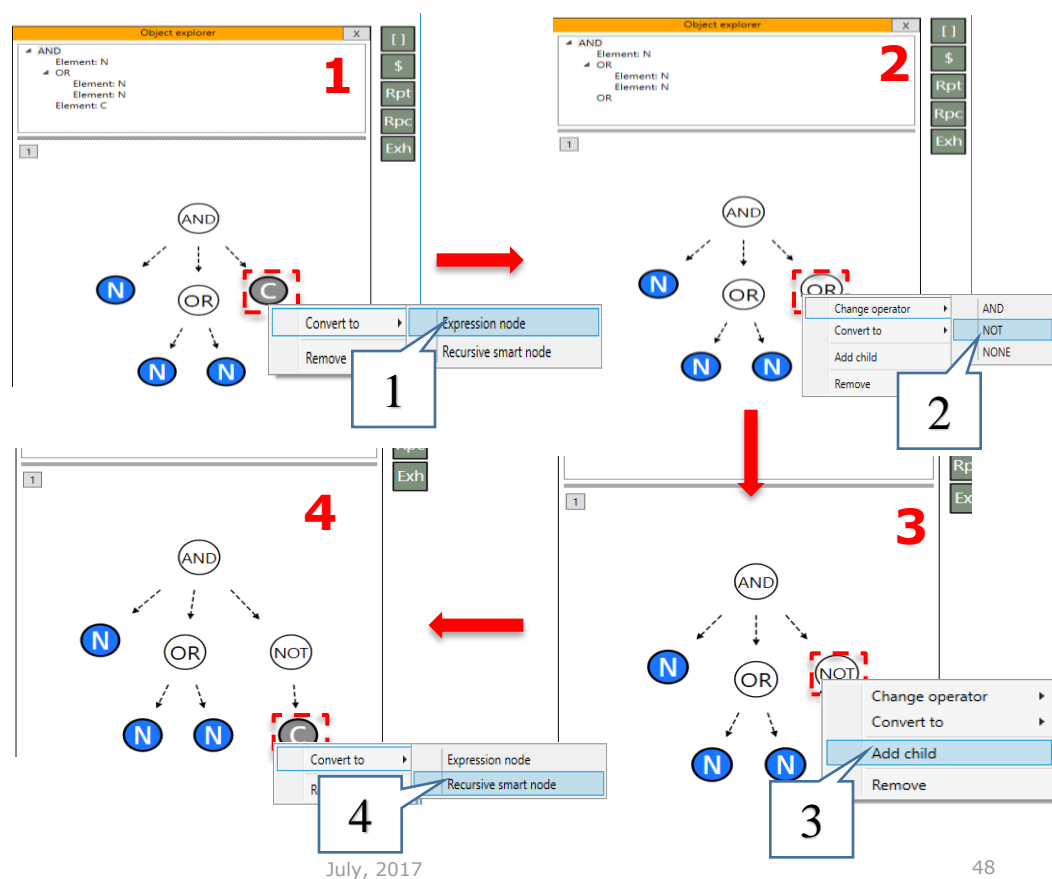 Object explorer X
AND
Element: N
OR
Element: N
Element: N
Element: C
1
[ ]
$
Rpt
Rpc
Exh
1
AND
N
OR
C
N
N
Convert to
Expression node
Remove
Recursive smart node
1
Object explorer X
AND
Element: N
OR
Element: N
Element: N
OR
2
[ ]
$
Rpt
Rpc
Exh
1
AND
N
OR
OR
N
N
Change operator
AND
Convert to
NOT
Add child
NONE
Remove
2
Exh
1
4
AND
N
OR
NOT
N
N
C
Convert to
Expression node
R
Recursive smart node
4
Rp
Ex
1
3
AND
N
OR
NOT
N
N
Change operator
Convert to
Add child
Remove
3
July, 2017
48